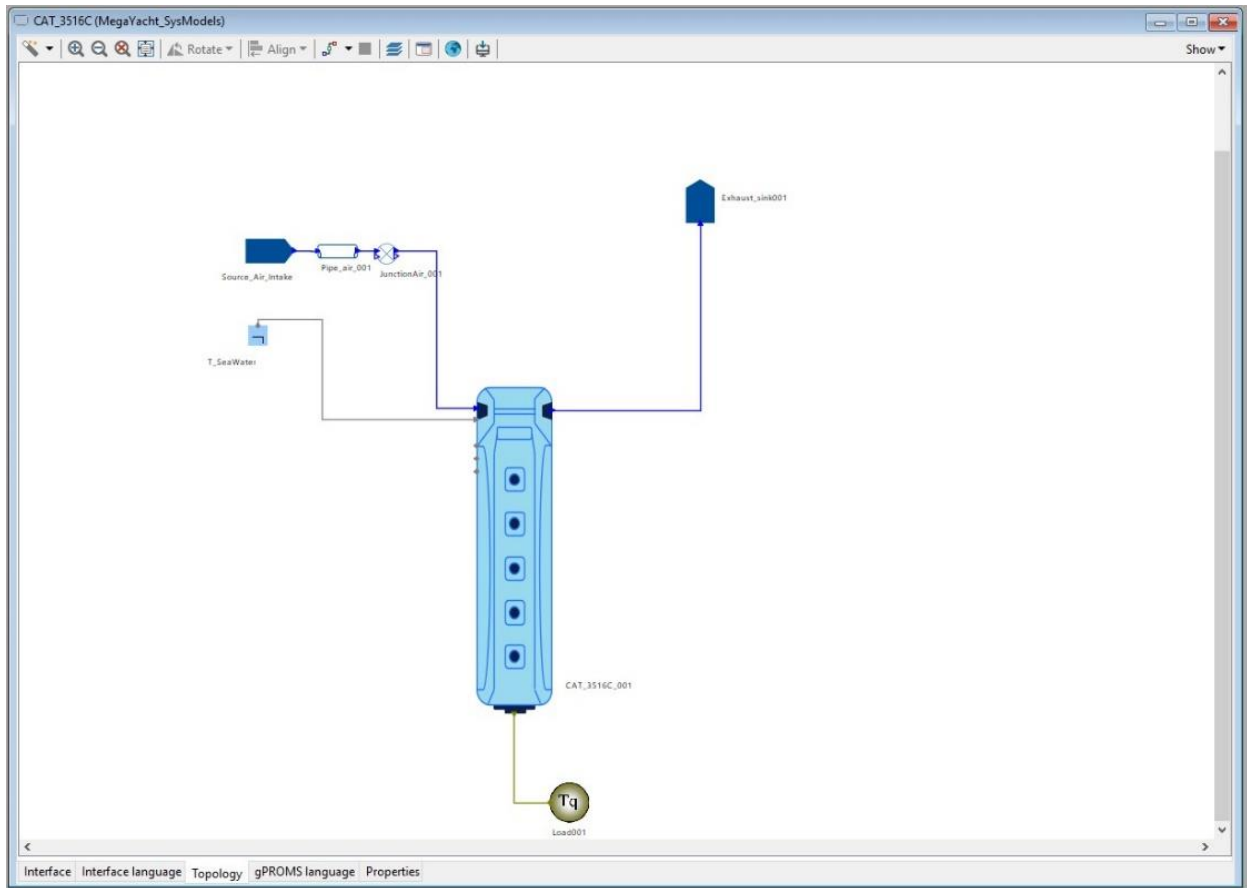 CAT_3516C (MegaYacht_SysModels)
Rotate Align Show
Exhaust_sink001
Source_Air_Intake
Pipe_air_001
JunctionAir_001
T_SeaWater
CAT_3516C_001
Tq
Load001
Interface Interface language Topology gPROMS language Properties